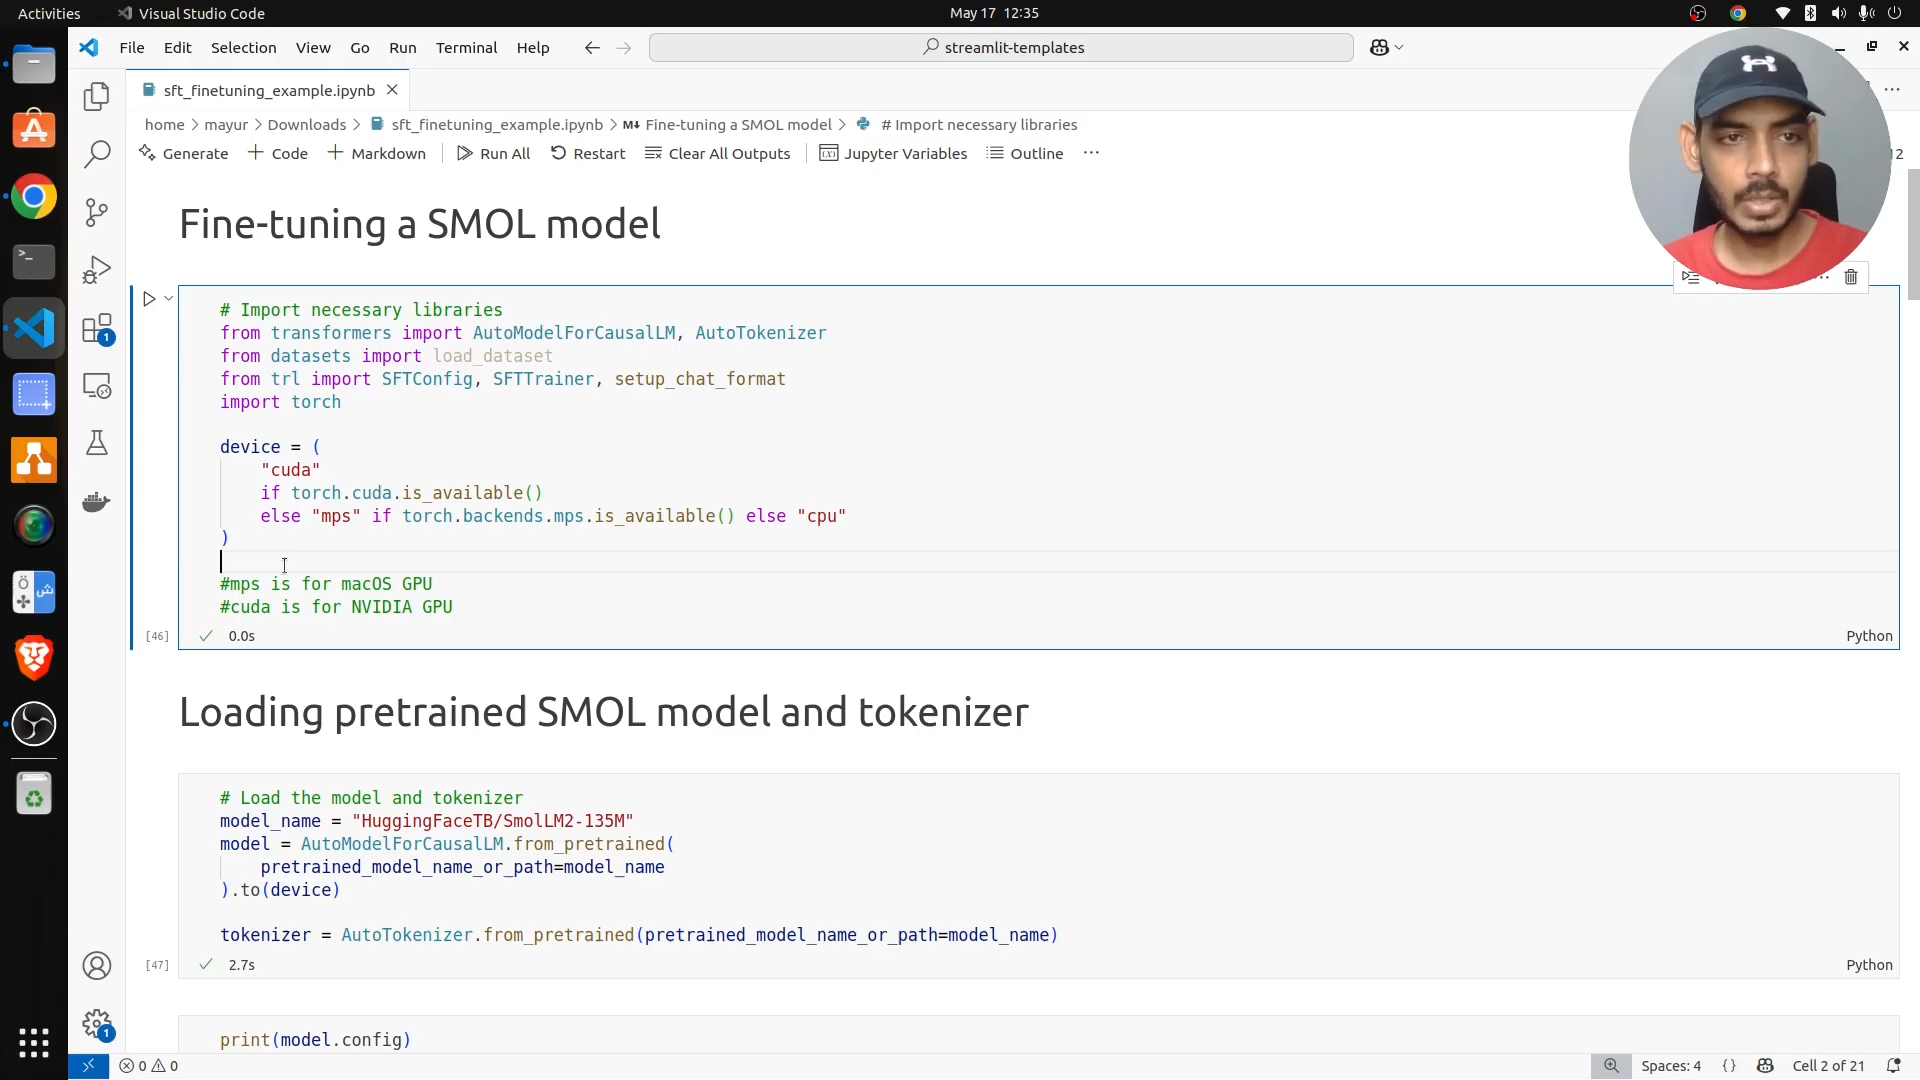 Activities
Visual Studio Code
May 17 12:35
File Edit Selection View Go Run Terminal Help
streamlit-templates
sft_finetuning_example.ipynb
home > mayur > Downloads > sft_finetuning_example.ipynb > M↓ Fine-tuning a SMOL model > # Import necessary libraries
Generate + Code + Markdown Run All Restart Clear All Outputs Jupyter Variables Outline ...
12
Fine-tuning a SMOL model
# Import necessary libraries
from transformers import AutoModelForCausalLM, AutoTokenizer
from datasets import load_dataset
from trl import SFTConfig, SFTTrainer, setup_chat_format
import torch
device = (
"cuda"
if torch.cuda.is_available()
else "mps" if torch.backends.mps.is_available() else "cpu"
)
#mps is for macOS GPU
#cuda is for NVIDIA GPU
[46] 0.0s Python
Loading pretrained SMOL model and tokenizer
# Load the model and tokenizer
model_name = "HuggingFaceTB/SmolLM2-135M"
model = AutoModelForCausalLM.from_pretrained(
pretrained_model_name_or_path=model_name
).to(device)
tokenizer = AutoTokenizer.from_pretrained(pretrained_model_name_or_path=model_name)
[47] 2.7s Python
print(model.config)
1
1
0 0
Spaces: 4 {} Cell 2 of 21